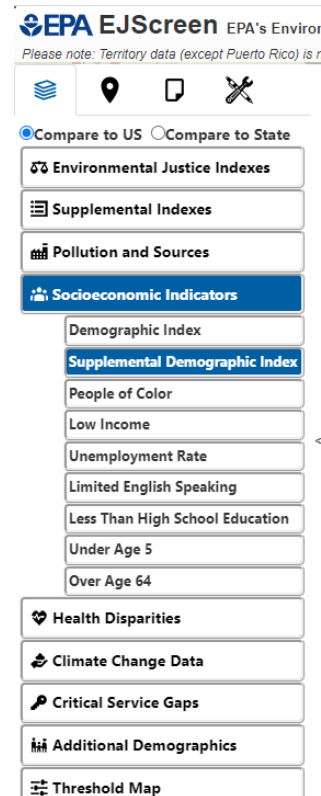 EPA EJScreen EPA's Environ
Please note: Territory data (except Puerto Rico) is n
Compare to US Compare to State
Environmental Justice Indexes
Supplemental Indexes
Pollution and Sources
Socioeconomic Indicators
Demographic Index
Supplemental Demographic Index
People of Color
Low Income
Unemployment Rate
Limited English Speaking
Less Than High School Education
Under Age 5
Over Age 64
Health Disparities
Climate Change Data
Critical Service Gaps
Additional Demographics
Threshold Map